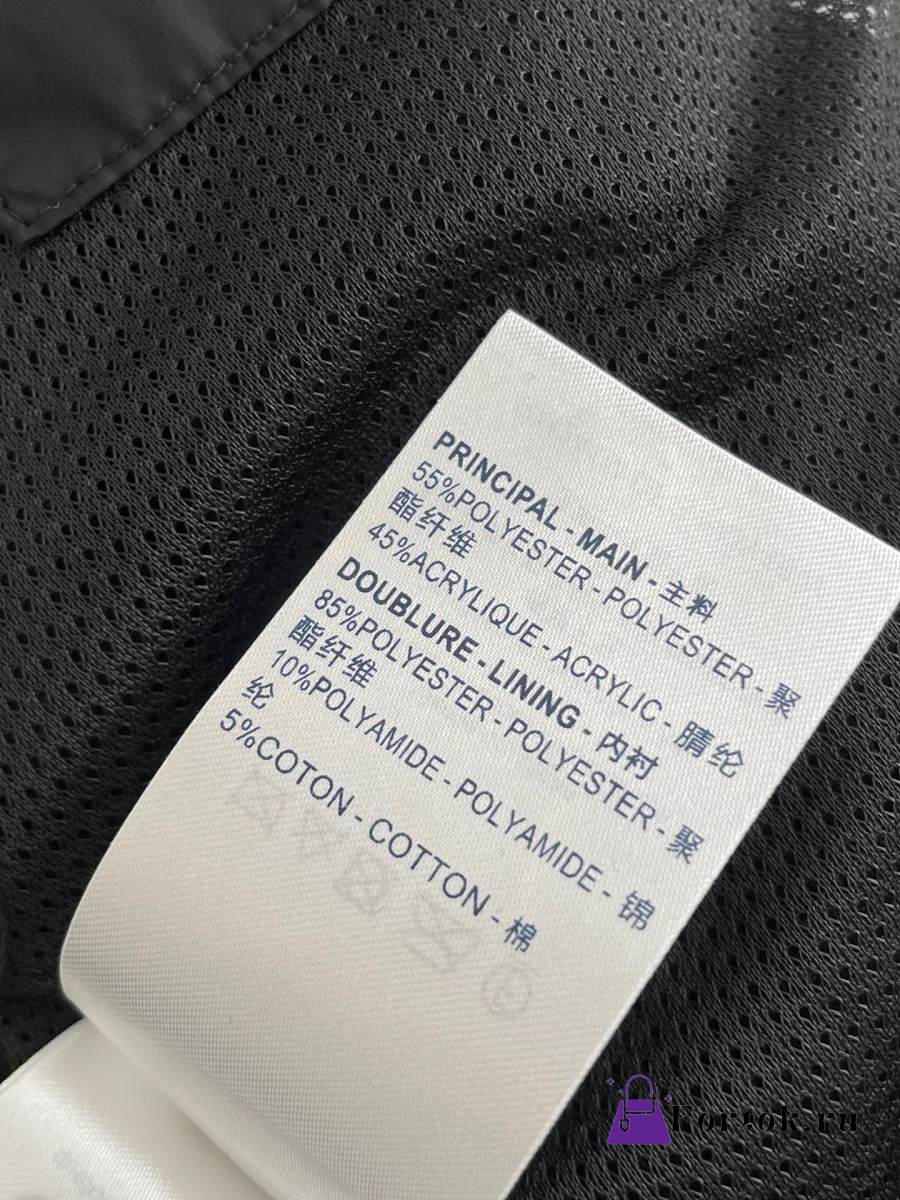 PRINCIPAL - MAIN - 主料
55%POLYESTER - POLYESTER - 聚
酯纤维
45%ACRYLIQUE - ACRYLIC - 腈纶
DOUBLURE - LINING - 内衬
85%POLYESTER - POLYESTER - 聚
酯纤维
10%POLYAMIDE - POLYAMIDE - 锦
纶
5%COTON - COTTON - 棉